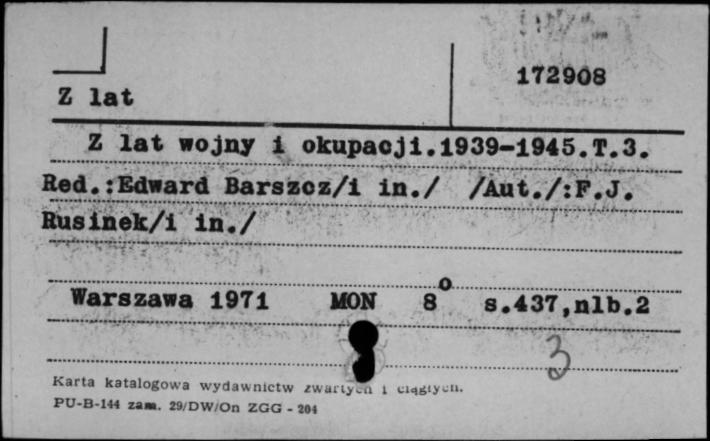 172908
Z lat
Z lat wojny i okupacji.1939-1945.T.3.
Red.:Edward Barszcz/i in./ /Aut./:F.J.
Rusinek/i in./
Warszawa 1971 MON 8° s.437,nlb.2
3
Karta katalogowa wydawnictw zwartych i ciągłych.
PU-B-144 zam. 29/DW/On ZGG - 204